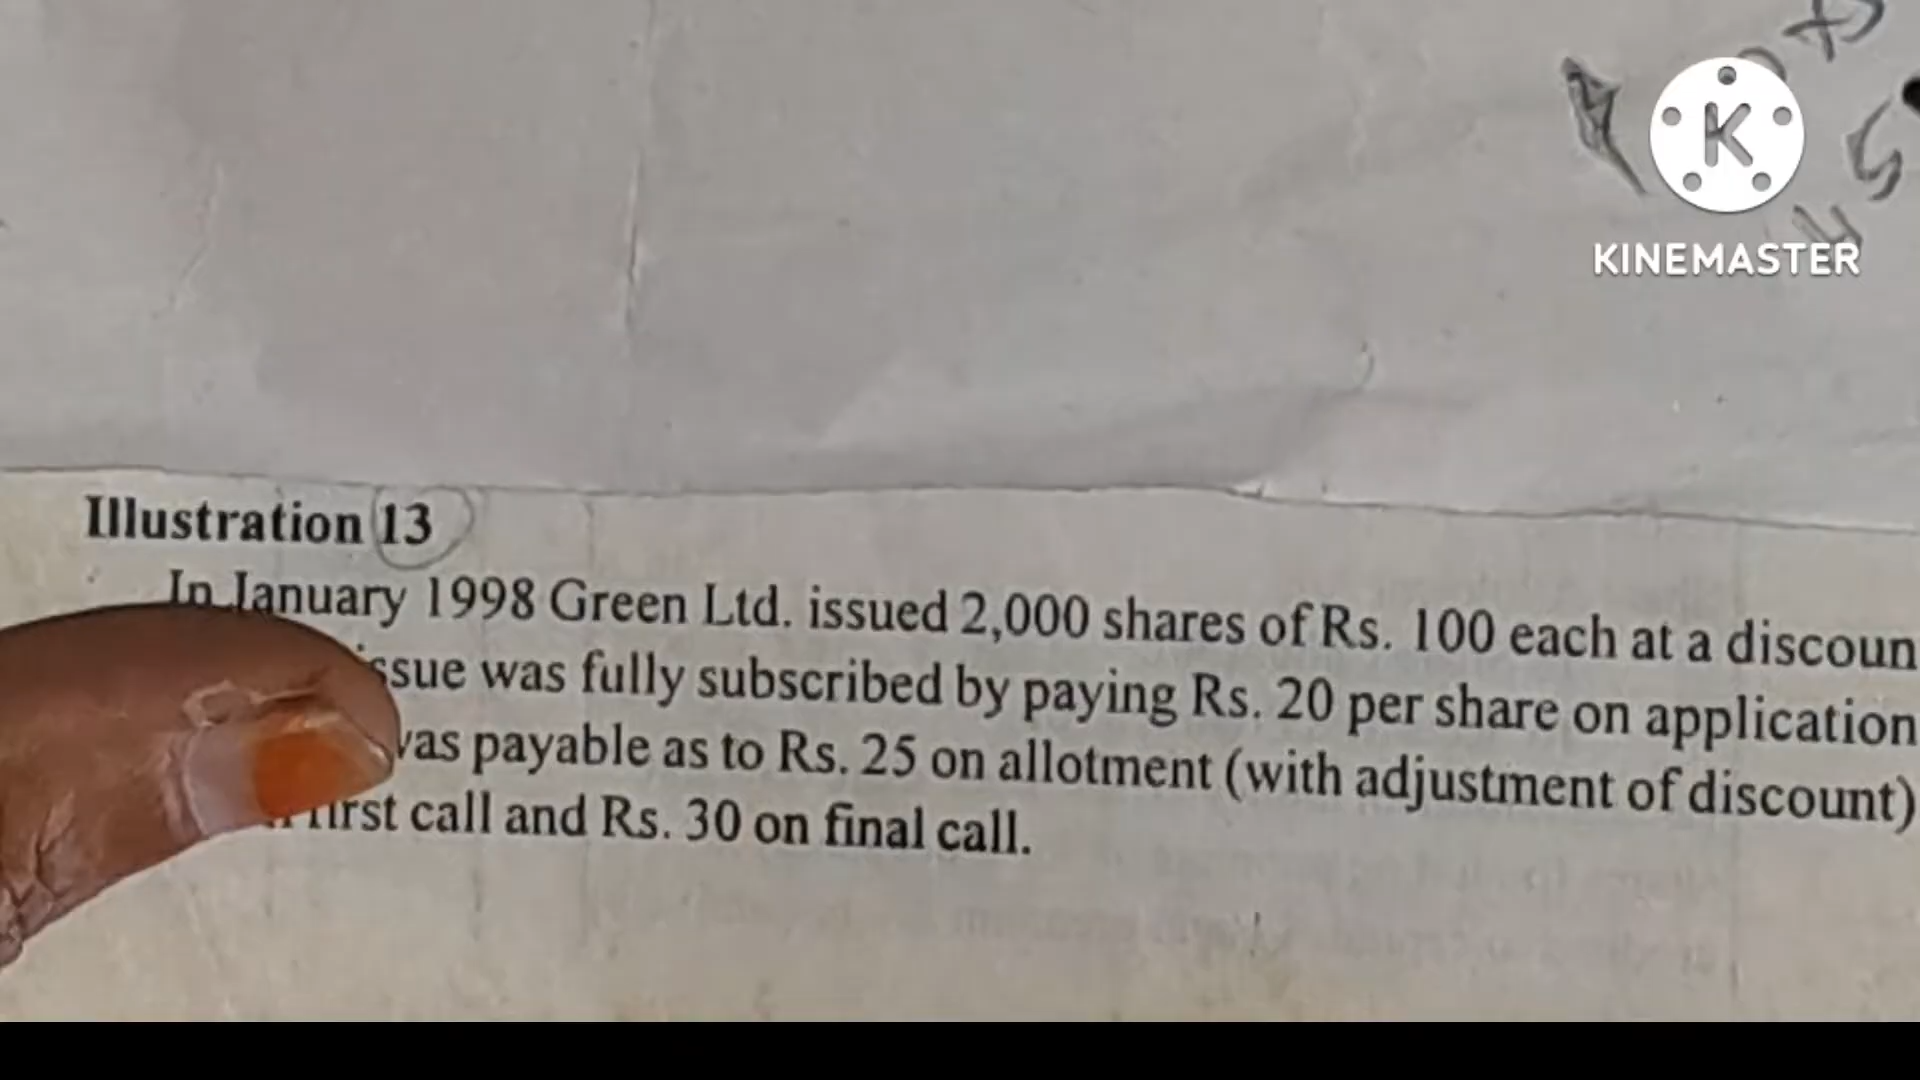 KINEMASTER
Illustration 13
In January 1998 Green Ltd. issued 2,000 shares of Rs. 100 each at a discoun
issue was fully subscribed by paying Rs. 20 per share on application
was payable as to Rs. 25 on allotment (with adjustment of discount)
first call and Rs. 30 on final call.